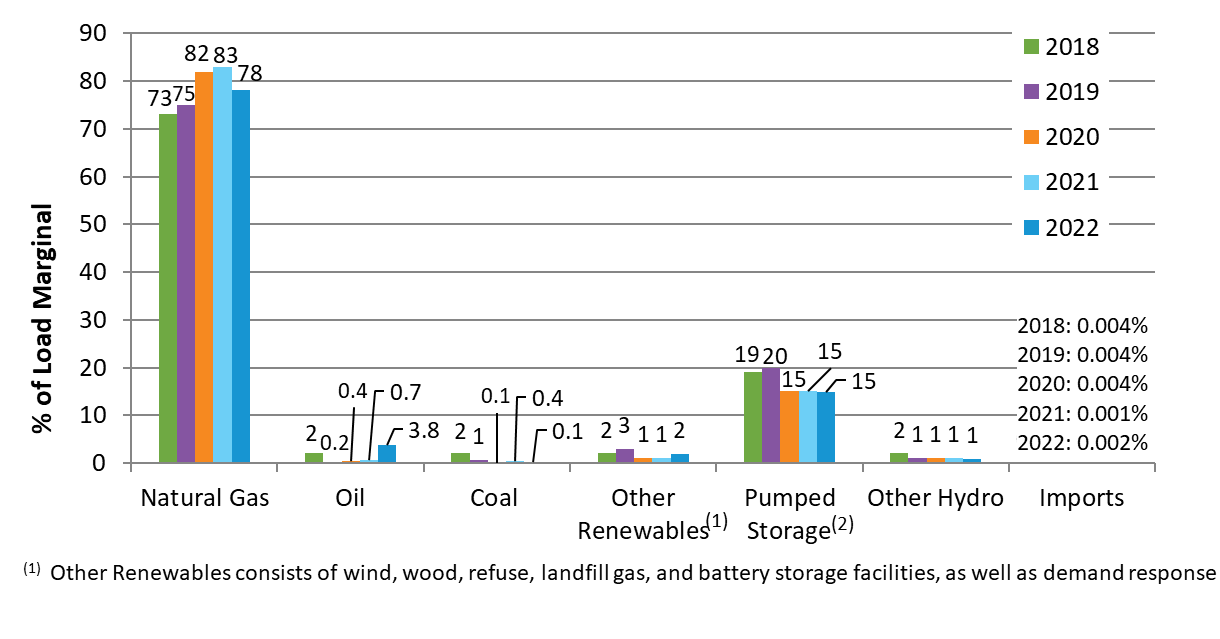 90
80
70
60
50
40
30
20
10
0
% of Load Marginal
73 75 82 83 78
2 0.2 0.4 0.7 3.8
2 1 0.1 0.4 0.1
2 3 1 1 2
19 20 15 15 15
2 1 1 1 1
2018
2019
2020
2021
2022
2018: 0.004%
2019: 0.004%
2020: 0.004%
2021: 0.001%
2022: 0.002%
Natural Gas
Oil
Coal
Other
Renewables(1)
Pumped
Storage(2)
Other Hydro
Imports
(1) Other Renewables consists of wind, wood, refuse, landfill gas, and battery storage facilities, as well as demand response